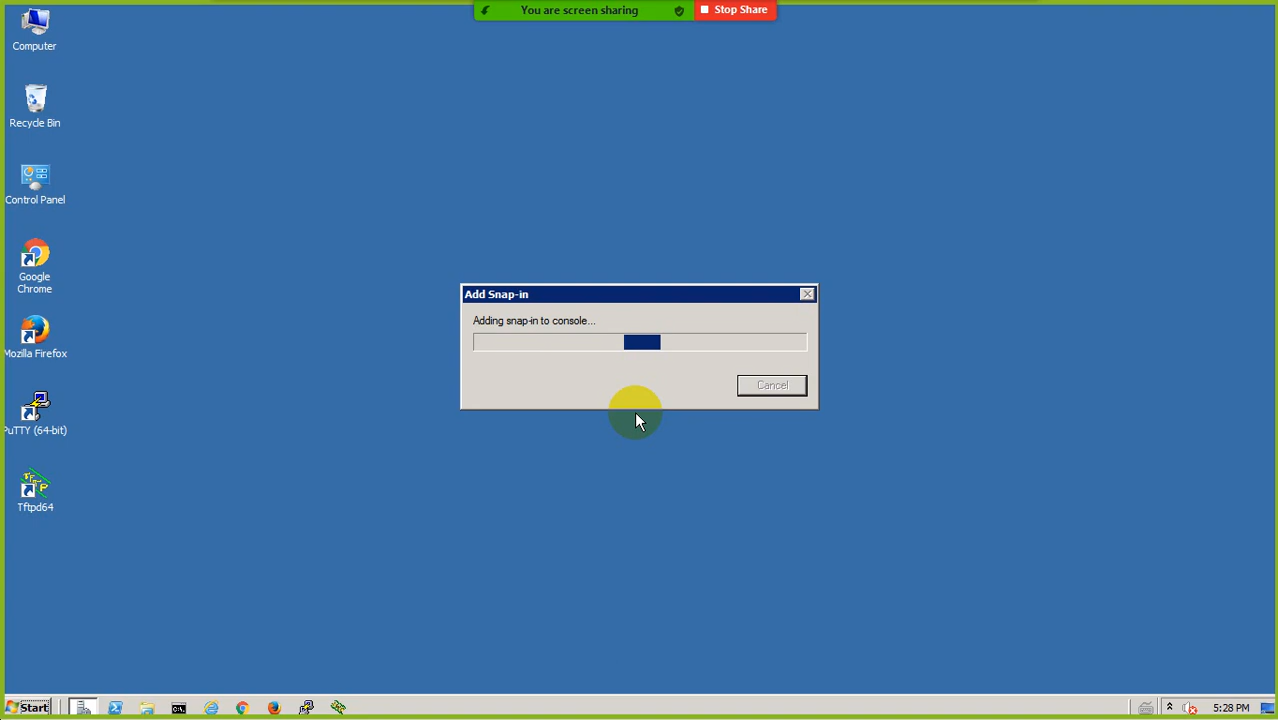 You are screen sharing
Stop Share
Computer
Recycle Bin
Control Panel
Google
Chrome
Mozilla Firefox
PuTTY (64-bit)
Tftpd64
Add Snap-in
Adding snap-in to console...
Cancel
Start
5:28 PM